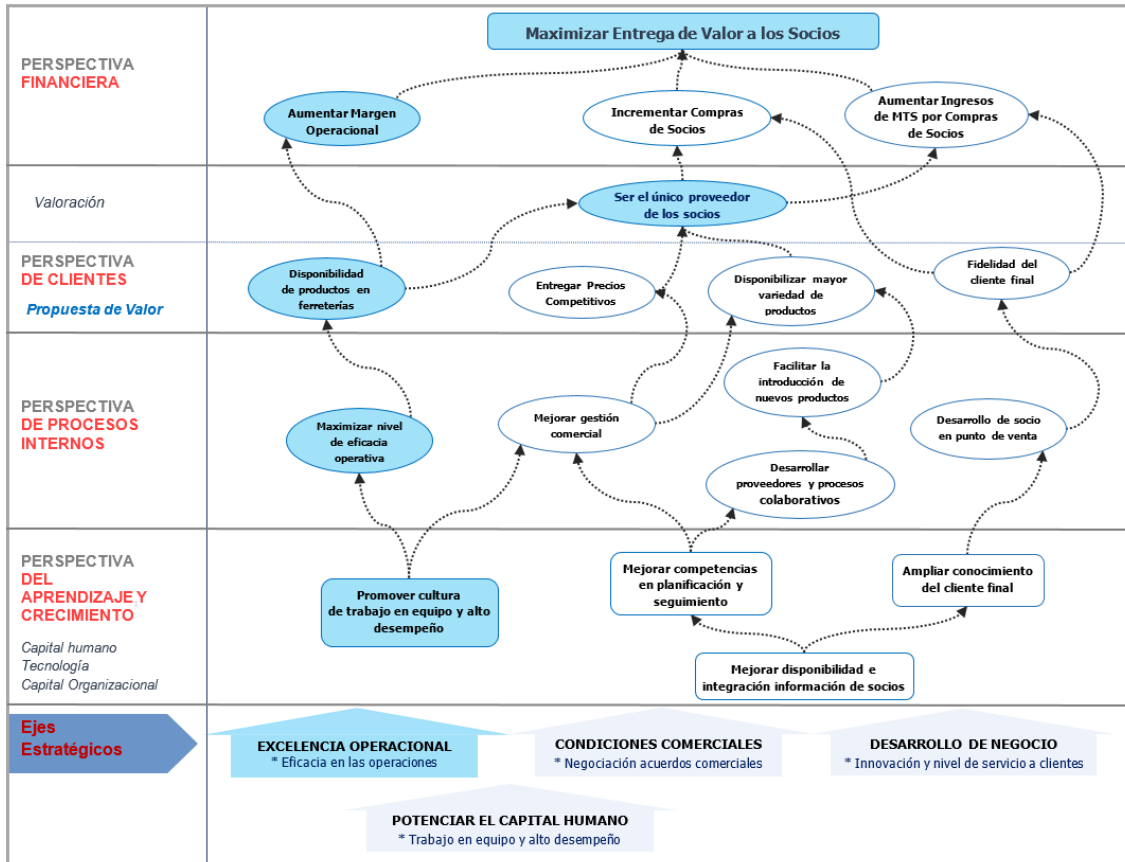 Maximizar Entrega de Valor a los Socios
PERSPECTIVA
FINANCIERA
Aumentar Margen
Operacional
Incrementar Compras
de Socios
Aumentar Ingresos
de MTS por Compras
de Socios
Valoración
Ser el único proveedor
de los socios
PERSPECTIVA
DE CLIENTES
Propuesta de Valor
Disponibilidad
de productos en
ferreterías
Entregar Precios
Competitivos
Disponibilizar mayor
variedad de
productos
Fidelidad del
cliente final
PERSPECTIVA
DE PROCESOS
INTERNOS
Maximizar nivel
de eficacia
operativa
Mejorar gestión
comercial
Facilitar la
introducción de
nuevos productos
Desarrollar
proveedores y procesos
colaborativos
Desarrollo de socio
en punto de venta
PERSPECTIVA
DEL
APRENDIZAJE Y
CRECIMIENTO
Capital humano
Tecnología
Capital Organizacional
Promover cultura
de trabajo en equipo y alto
desempeño
Mejorar competencias
en planificación y
seguimiento
Ampliar conocimiento
del cliente final
Mejorar disponibilidad e
integración información de socios
Ejes
Estratégicos
EXCELENCIA OPERACIONAL
* Eficacia en las operaciones
CONDICIONES COMERCIALES
* Negociación acuerdos comerciales
DESARROLLO DE NEGOCIO
* Innovación y nivel de servicio a clientes
POTENCIAR EL CAPITAL HUMANO
* Trabajo en equipo y alto desempeño